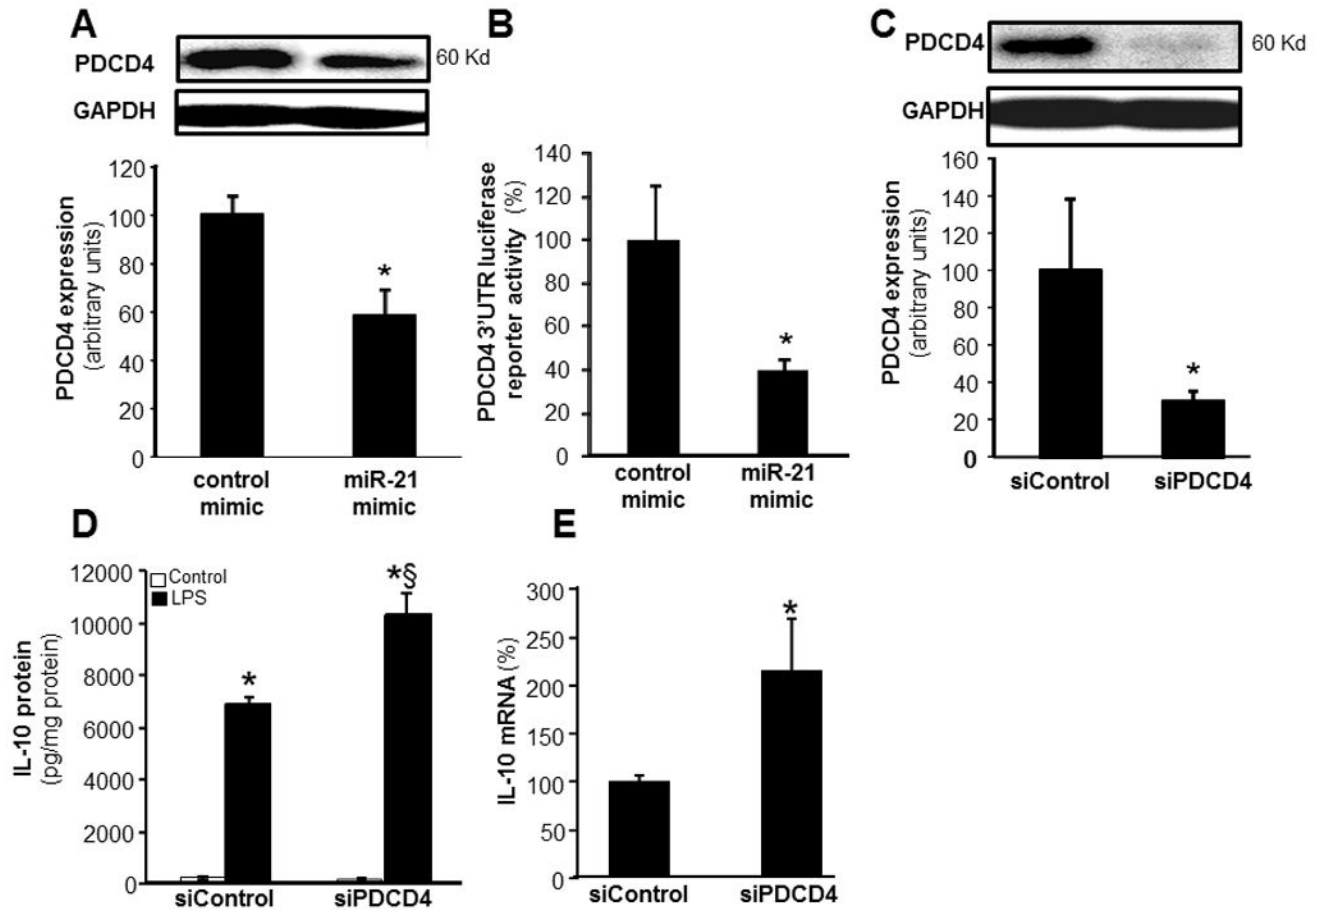 A
PDCD4
60 Kd
GAPDH
120
100
80
60
40
20
0
PDCD4 expression
(arbitrary units)
*
control
mimic
miR-21
mimic
B
140
120
100
80
60
40
20
0
PDCD4 3'UTR luciferase
reporter activity (%)
*
control
mimic
miR-21
mimic
C
PDCD4
60 Kd
GAPDH
160
140
120
100
80
60
40
20
0
PDCD4 expression
(arbitrary units)
*
siControl
siPDCD4
D
12000
10000
8000
6000
4000
2000
0
IL-10 protein
(pg/mg protein)
Control
LPS
*
*§
siControl
siPDCD4
E
300
250
200
150
100
50
0
IL-10 mRNA (%)
*
siControl
siPDCD4